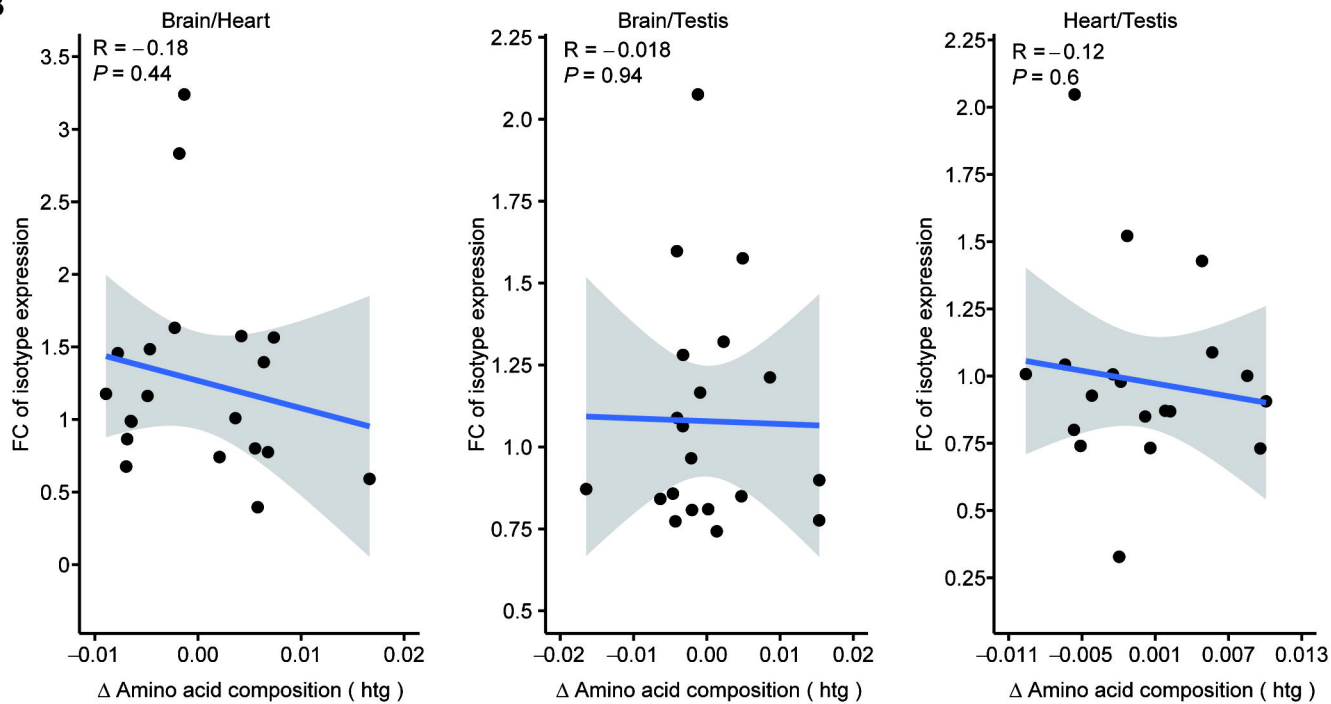 Brain/Heart
R = −0.18
P = 0.44
3.5
3
2.5
2
1.5
1
0.5
0
FC of isotype expression
−0.01 0.00 0.01 0.02
Δ Amino acid composition ( htg )
Brain/Testis
R = −0.018
P = 0.94
2.25
2.0
1.75
1.5
1.25
1.0
0.75
0.5
FC of isotype expression
−0.02 −0.01 0.00 0.01 0.02
Δ Amino acid composition ( htg )
Heart/Testis
R = −0.12
P = 0.6
2.25
2.0
1.75
1.5
1.25
1.0
0.75
0.5
0.25
FC of isotype expression
−0.011 −0.005 0.001 0.007 0.013
Δ Amino acid composition ( htg )